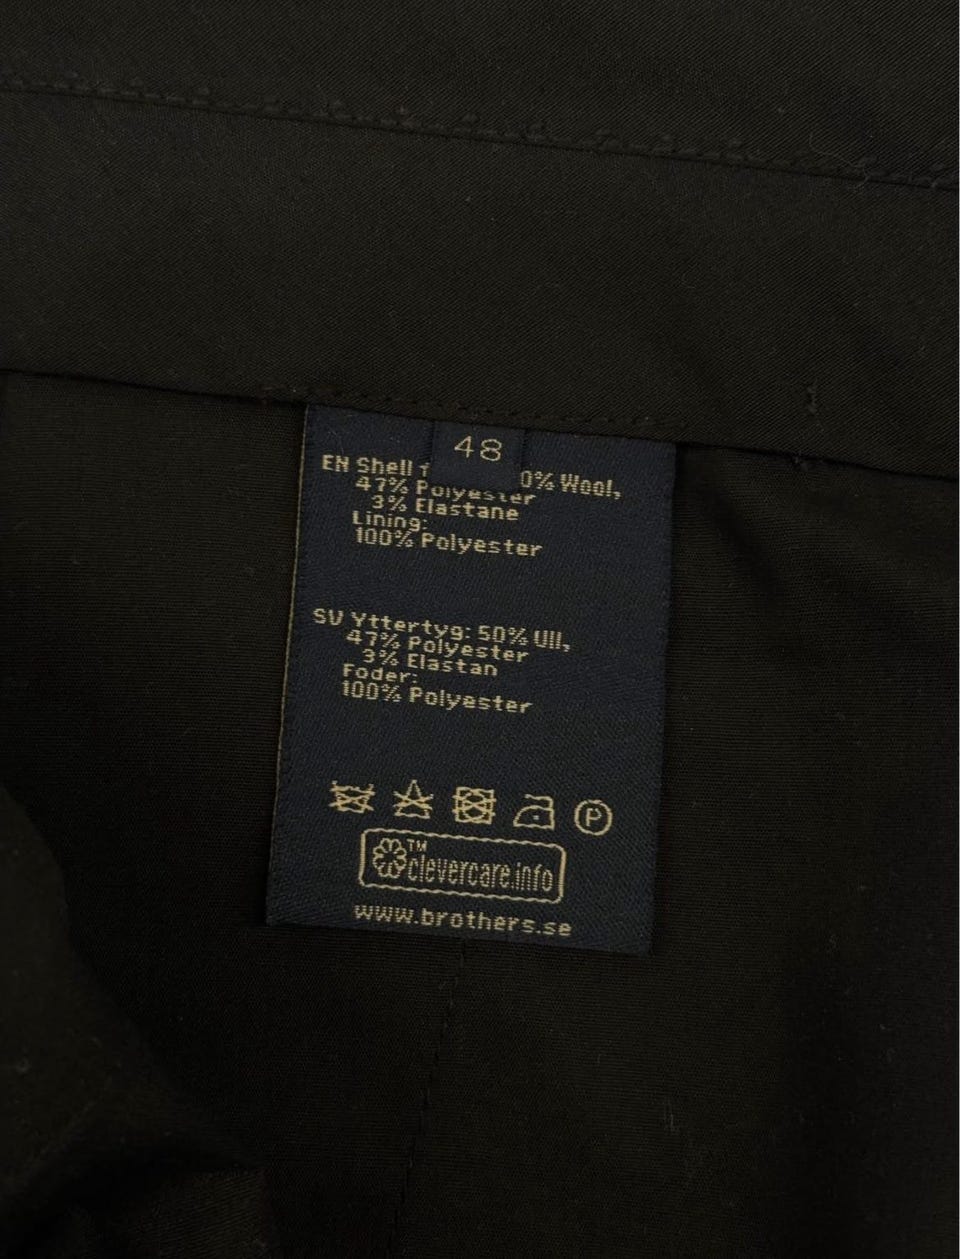 48
EN Shell 0% Wool,
47% Polyester
3% Elastane
Lining:
100% Polyester
SV Yttertyg: 50% Ull,
47% Polyester
3% Elastan
Foder:
100% Polyester
P
TM
clevercare.info
www.brothers.se